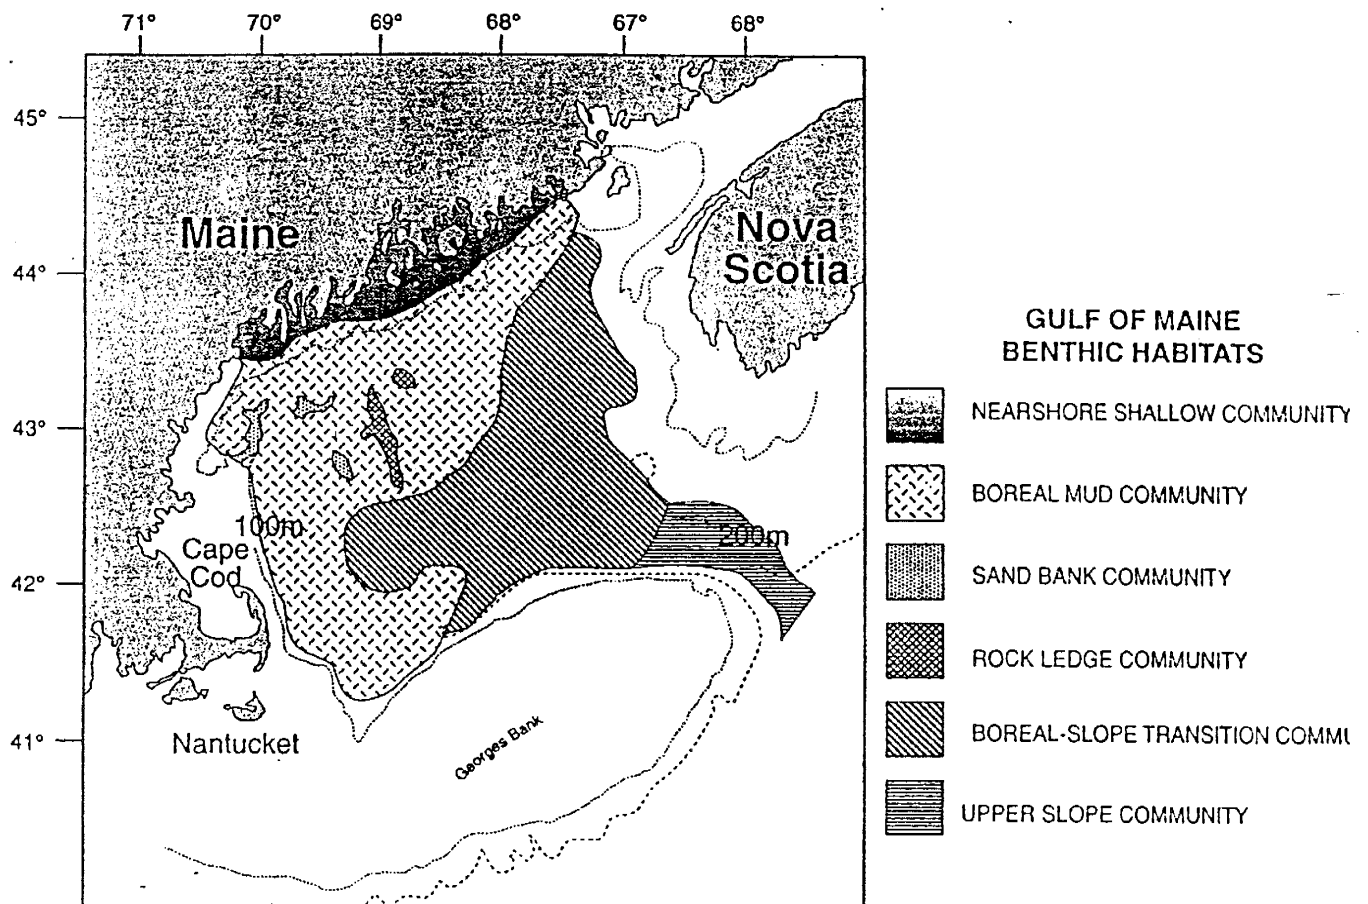 71° 70° 69° 68° 67° 68°
45°
44°
43°
42°
41°
Maine
Nova
Scotia
100m
200m
Cape
Cod
Nantucket
Georges Bank
GULF OF MAINE
BENTHIC HABITATS
NEARSHORE SHALLOW COMMUNITY
BOREAL MUD COMMUNITY
SAND BANK COMMUNITY
ROCK LEDGE COMMUNITY
BOREAL-SLOPE TRANSITION COMMU
UPPER SLOPE COMMUNITY